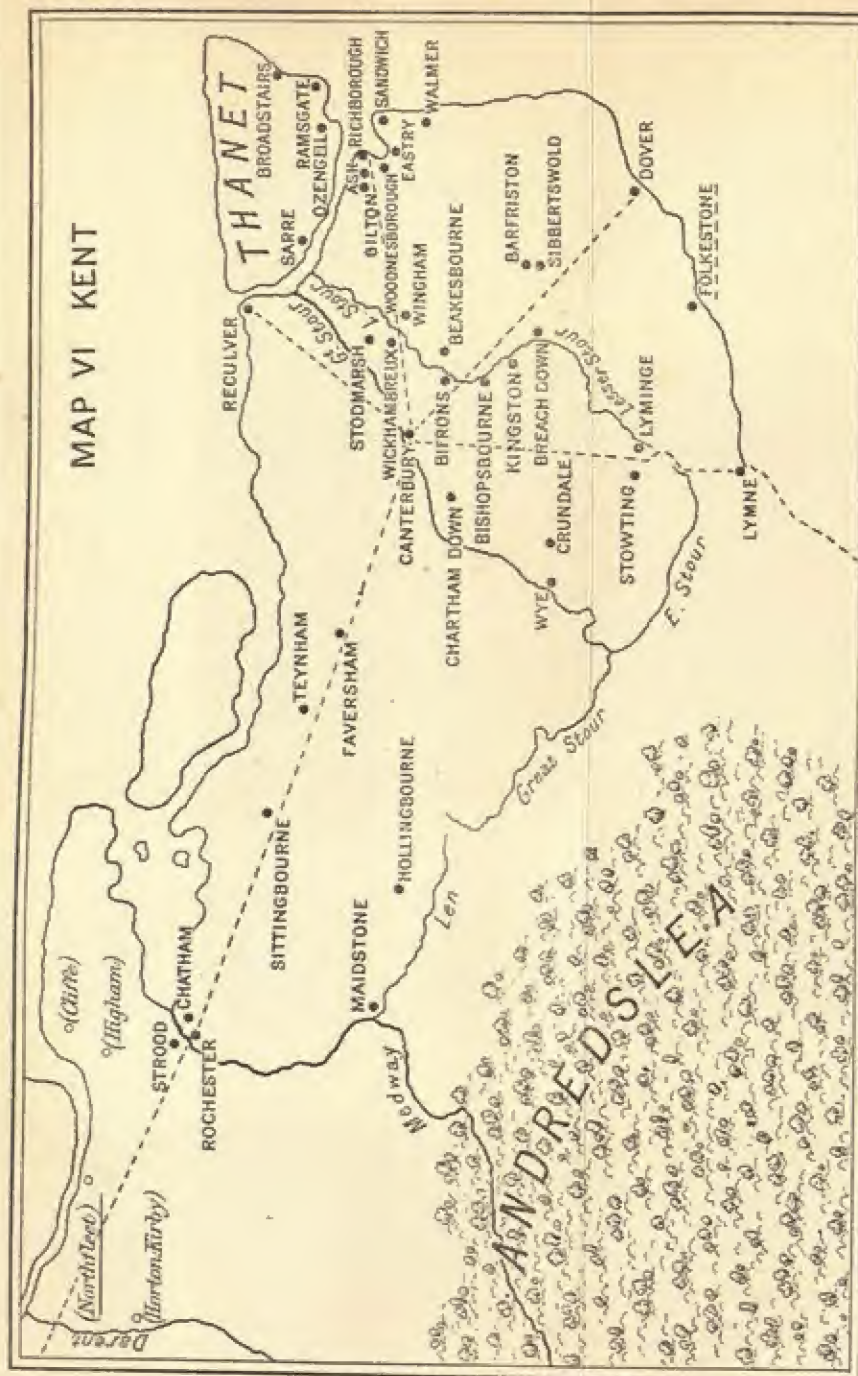 MAP VI KENT
THANET
BROADSTAIRS
RAMSGATE
OZENGELL
SARRE
RICHBOROUGH
SANDWICH
WALMER
ASH
GILTON
EASTRY
WOODNESBOROUGH
RECULVER
Gt. Stour
L. Stour
STODMARSH
WICKHAMBREUX
WINGHAM
BEAKESBOURNE
BARFRISTON
SIBBERTSWOLD
DOVER
FOLKESTONE
CANTERBURY
BIFRONS
BISHOPSBOURNE
KINGSTON
BREACH DOWN
Lesser Stour
LYMINGE
LYMNE
CHARTHAM DOWN
CRUNDALE
WYE
STOWTING
E. Stour
Great Stour
TEYNHAM
FAVERSHAM
SITTINGBOURNE
HOLLINGBOURNE
Len
MAIDSTONE
Medway
(Cliffe)
(Higham)
CHATHAM
STROOD
ROCHESTER
(Northfleet)
(Horton Kirby)
Darent
ANDREDSLEA